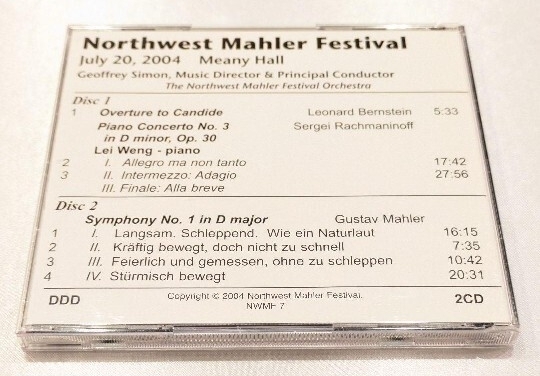 Northwest Mahler Festival
July 20, 2004 Meany Hall
Geoffrey Simon, Music Director & Principal Conductor
The Northwest Mahler Festival Orchestra
Disc 1
1 Overture to Candide Leonard Bernstein 5:33
Piano Concerto No. 3 Sergei Rachmaninoff
in D minor, Op. 30
Lei Weng - piano
2 I. Allegro ma non tanto 17:42
3 II. Intermezzo: Adagio 27:56
III. Finale: Alla breve
Disc 2
Symphony No. 1 in D major Gustav Mahler
1 I. Langsam. Schleppend. Wie ein Naturlaut 16:15
2 II. Kräftig bewegt, doch nicht zu schnell 7:35
3 III. Feierlich und gemessen, ohne zu schleppen 10:42
4 IV. Stürmisch bewegt 20:31
DDD Copyright © 2004 Northwest Mahler Festival. 2CD
NWMF 7